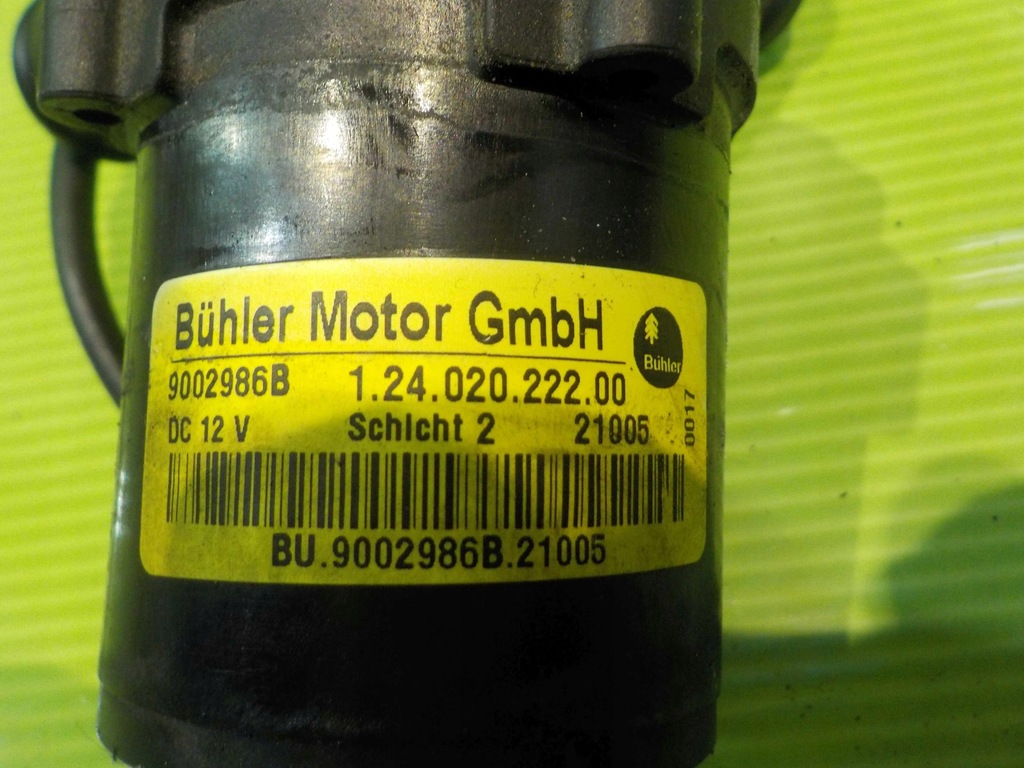 Bühler Motor GmbH
Bühler
9002986B 1.24.020.222.00
DC 12 V Schicht 2 21005
0017
BU.9002986B.21005